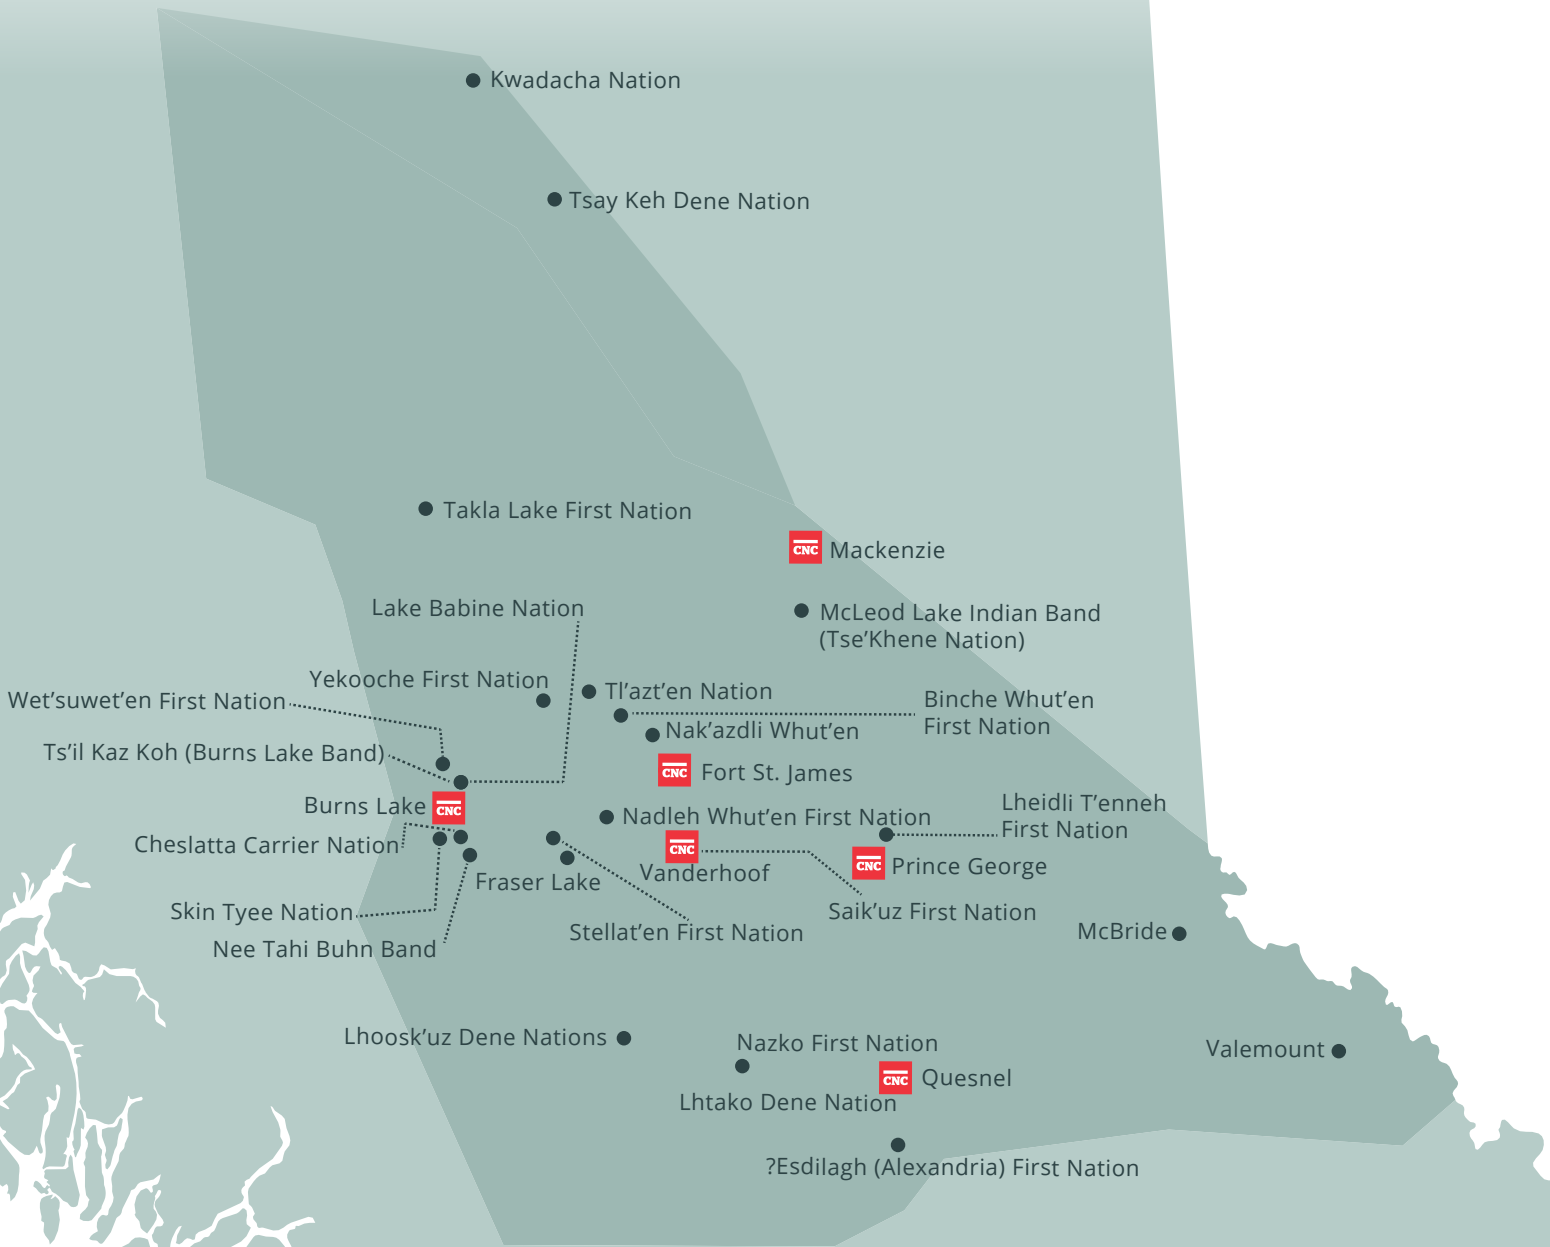 Kwadacha Nation
Tsay Keh Dene Nation
Takla Lake First Nation
CNC Mackenzie
Lake Babine Nation
McLeod Lake Indian Band
(Tse’Khene Nation)
Yekooche First Nation
Tl’azt’en Nation
Binche Whut’en
First Nation
Wet’suwet’en First Nation
Nak’azdli Whut’en
Ts’il Kaz Koh (Burns Lake Band)
CNC Fort St. James
Burns Lake CNC
Nadleh Whut’en First Nation
Lheidli T’enneh
First Nation
Cheslatta Carrier Nation
CNC
Vanderhoof
CNC Prince George
Fraser Lake
Skin Tyee Nation
Saik’uz First Nation
Stellat’en First Nation
McBride
Nee Tahi Buhn Band
Lhoosk’uz Dene Nations
Nazko First Nation
Valemount
CNC Quesnel
Lhtako Dene Nation
?Esdilagh (Alexandria) First Nation